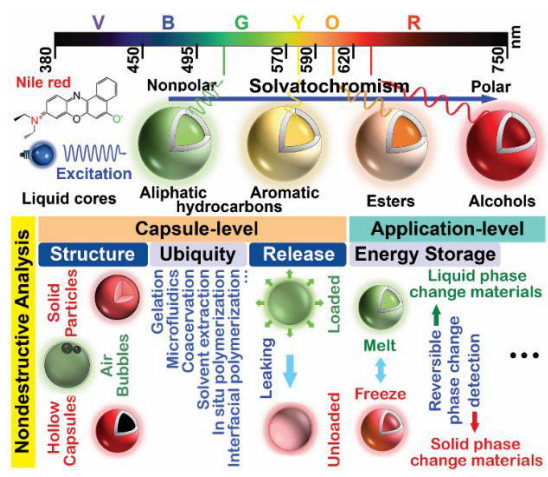 V B G Y O R
380 450 495 570 590 620 750 nm
Nile red
N
N+
O
O-
Nonpolar Solvatochromism Polar
Excitation
Liquid cores
Aliphatic hydrocarbons
Aromatic hydrocarbons
Esters
Alcohols
Nondestructive Analysis
Capsule-level
Application-level
Structure
Ubiquity
Release
Energy Storage
Solid
Particles
Air
Bubbles
Hollow
Capsules
Gelation
Microfluidics
Coacervation
Solvent extraction
In situ polymerization
Interfacial polymerization
...
Loaded
Leaking
Unloaded
Melt
Freeze
Liquid phase
change materials
Reversible
phase change
detection
Solid phase
change materials
...